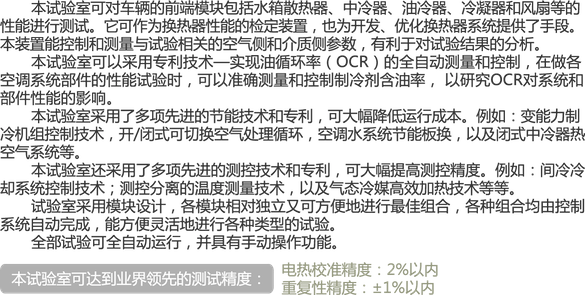 本试验室可对车辆的前端模块包括水箱散热器、中冷器、油冷器、冷凝器和风扇等的
性能进行测试。它可作为换热器性能的检定装置，也为开发、优化换热器系统提供了手段。
本装置能控制和测量与试验相关的空气侧和介质侧参数，有利于对试验结果的分析。
本试验室可以采用专利技术—实现油循环率（OCR）的全自动测量和控制，在做各
空调系统部件的性能试验时，可以准确测量和控制制冷剂含油率， 以研究OCR对系统和
部件性能的影响。
本试验室采用了多项先进的节能技术和专利，可大幅降低运行成本。例如：变能力制
冷机组控制技术，开/闭式可切换空气处理循环，空调水系统节能板换，以及闭式中冷器热
空气系统等。
本试验室还采用了多项先进的测控技术和专利，可大幅提高测控精度。例如：间冷冷
却系统控制技术；测控分离的温度测量技术，以及气态冷媒高效加热技术等等。
试验室采用模块设计，各模块相对独立又可方便地进行最佳组合，各种组合均由控制
系统自动完成，能方便灵活地进行各种类型的试验。
全部试验可全自动运行，并具有手动操作功能。
本试验室可达到业界领先的测试精度：
电热校准精度：2%以内
重复性精度：±1%以内